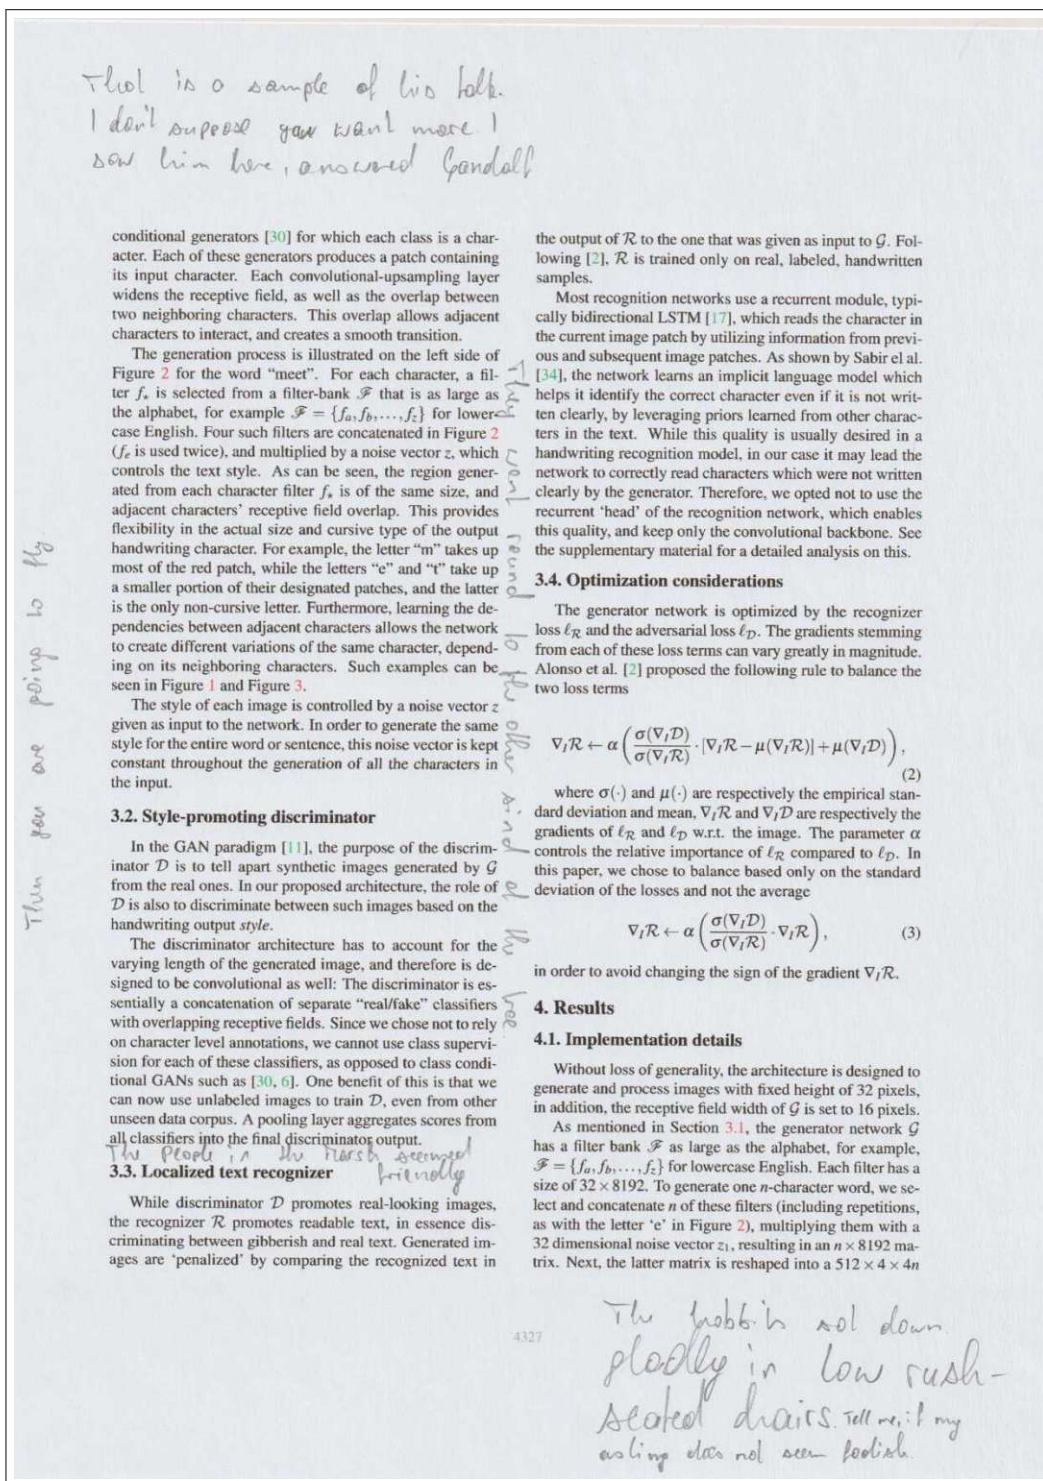 That is a sample of his talk.
I don't suppose you want more. I
saw him here, answered Gandalf
conditional generators [30] for which each class is a char-
acter. Each of these generators produces a patch containing
its input character. Each convolutional-upsampling layer
widens the receptive field, as well as the overlap between
two neighboring characters. This overlap allows adjacent
characters to interact, and creates a smooth transition.
The generation process is illustrated on the left side of
Figure 2 for the word “meet”. For each character, a fil-
ter f* is selected from a filter-bank ℱ that is as large as
the alphabet, for example ℱ = {fa, fb, . . . , fz} for lower-
case English. Four such filters are concatenated in Figure 2
(fe is used twice), and multiplied by a noise vector z, which
controls the text style. As can be seen, the region gener-
ated from each character filter f* is of the same size, and
adjacent characters’ receptive field overlap. This provides
flexibility in the actual size and cursive type of the output
handwriting character. For example, the letter “m” takes up
most of the red patch, while the letters “e” and “t” take up
a smaller portion of their designated patches, and the latter
is the only non-cursive letter. Furthermore, learning the de-
pendencies between adjacent characters allows the network
to create different variations of the same character, depend-
ing on its neighboring characters. Such examples can be
seen in Figure 1 and Figure 3.
The style of each image is controlled by a noise vector z
given as input to the network. In order to generate the same
style for the entire word or sentence, this noise vector is kept
constant throughout the generation of all the characters in
the input.
3.2. Style-promoting discriminator
In the GAN paradigm [11], the purpose of the discrim-
inator D is to tell apart synthetic images generated by G
from the real ones. In our proposed architecture, the role of
D is also to discriminate between such images based on the
handwriting output style.
The discriminator architecture has to account for the
varying length of the generated image, and therefore is de-
signed to be convolutional as well: The discriminator is es-
sentially a concatenation of separate “real/fake” classifiers
with overlapping receptive fields. Since we chose not to rely
on character level annotations, we cannot use class supervi-
sion for each of these classifiers, as opposed to class condi-
tional GANs such as [30, 6]. One benefit of this is that we
can now use unlabeled images to train D, even from other
unseen data corpus. A pooling layer aggregates scores from
all classifiers into the final discriminator output.
The People in the Marsh seemed
friendly
3.3. Localized text recognizer
While discriminator D promotes real-looking images,
the recognizer R promotes readable text, in essence dis-
criminating between gibberish and real text. Generated im-
ages are ‘penalized’ by comparing the recognized text in
Then you are going to fly
They went round to the other side of the tree
the output of R to the one that was given as input to G. Fol-
lowing [2], R is trained only on real, labeled, handwritten
samples.
Most recognition networks use a recurrent module, typi-
cally bidirectional LSTM [17], which reads the character in
the current image patch by utilizing information from previ-
ous and subsequent image patches. As shown by Sabir el al.
[34], the network learns an implicit language model which
helps it identify the correct character even if it is not writ-
ten clearly, by leveraging priors learned from other charac-
ters in the text. While this quality is usually desired in a
handwriting recognition model, in our case it may lead the
network to correctly read characters which were not written
clearly by the generator. Therefore, we opted not to use the
recurrent ‘head’ of the recognition network, which enables
this quality, and keep only the convolutional backbone. See
the supplementary material for a detailed analysis on this.
3.4. Optimization considerations
The generator network is optimized by the recognizer
loss ℓR and the adversarial loss ℓD. The gradients stemming
from each of these loss terms can vary greatly in magnitude.
Alonso et al. [2] proposed the following rule to balance the
two loss terms
∇IR ← α ( σ(∇ID) / σ(∇IR) · [∇IR − μ(∇IR)] + μ(∇ID) ),
(2)
where σ(·) and μ(·) are respectively the empirical stan-
dard deviation and mean, ∇IR and ∇ID are respectively the
gradients of ℓR and ℓD w.r.t. the image. The parameter α
controls the relative importance of ℓR compared to ℓD. In
this paper, we chose to balance based only on the standard
deviation of the losses and not the average
∇IR ← α ( σ(∇ID) / σ(∇IR) · ∇IR ), (3)
in order to avoid changing the sign of the gradient ∇IR.
4. Results
4.1. Implementation details
Without loss of generality, the architecture is designed to
generate and process images with fixed height of 32 pixels,
in addition, the receptive field width of G is set to 16 pixels.
As mentioned in Section 3.1, the generator network G
has a filter bank ℱ as large as the alphabet, for example,
ℱ = {fa, fb, . . . , fz} for lowercase English. Each filter has a
size of 32 × 8192. To generate one n-character word, we se-
lect and concatenate n of these filters (including repetitions,
as with the letter ‘e’ in Figure 2), multiplying them with a
32 dimensional noise vector z1, resulting in an n × 8192 ma-
trix. Next, the latter matrix is reshaped into a 512 × 4 × 4n
4327
The hobbits sat down
gladly in low rush-
seated chairs. Tell me, if my
asking does not seem foolish.